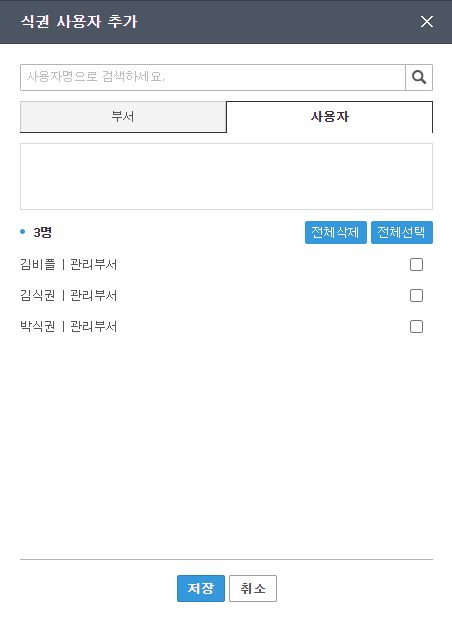 식권 사용자 추가
사용자명으로 검색하세요.
부서 사용자
3명 전체삭제 전체선택
김비플 | 관리부서
김식권 | 관리부서
박식권 | 관리부서
저장 취소